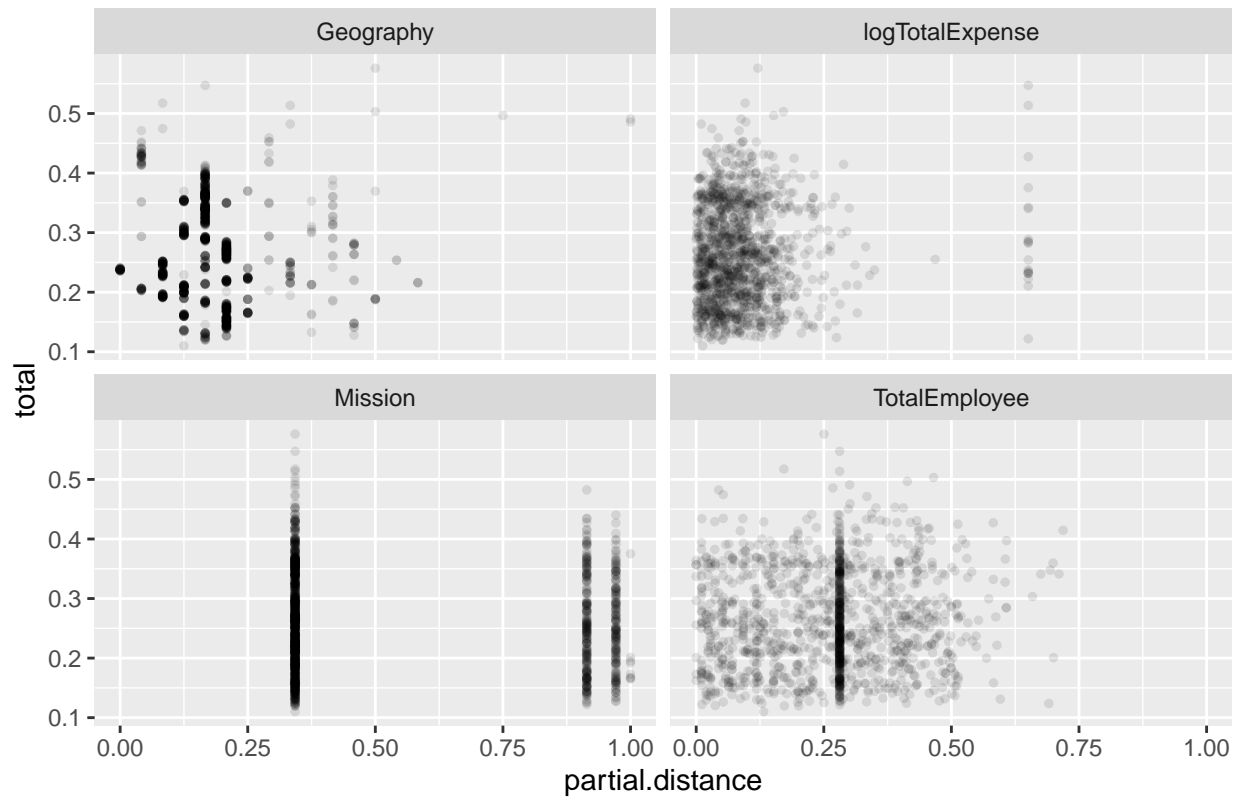 Geography logTotalExpense
0.5
0.4
0.3
0.2
0.1
total
Mission TotalEmployee
0.5
0.4
0.3
0.2
0.1
0.00 0.25 0.50 0.75 1.00 0.00 0.25 0.50 0.75 1.00
partial.distance